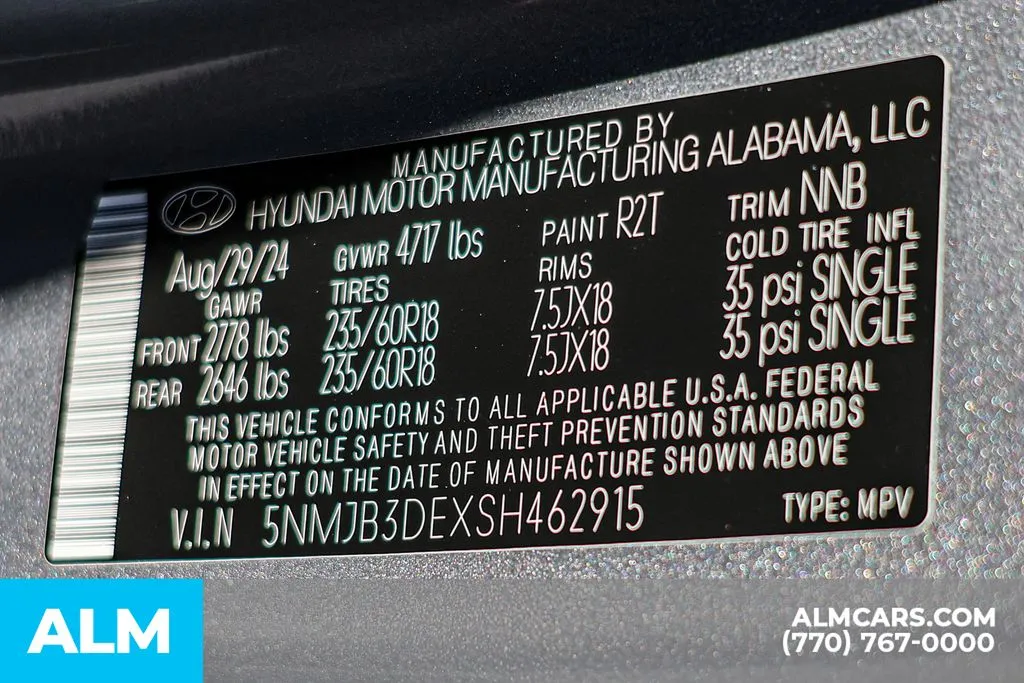 MANUFACTURED BY
HYUNDAI MOTOR MANUFACTURING ALABAMA, LLC
Aug/29/24 GVWR 4717 lbs PAINT R2T TRIM NNB
GAWR TIRES RIMS COLD TIRE INFL
FRONT 2778 lbs 235/60R18 7.5JX18 35 psi SINGLE
REAR 2646 lbs 235/60R18 7.5JX18 35 psi SINGLE
THIS VEHICLE CONFORMS TO ALL APPLICABLE U.S.A. FEDERAL
MOTOR VEHICLE SAFETY AND THEFT PREVENTION STANDARDS
IN EFFECT ON THE DATE OF MANUFACTURE SHOWN ABOVE
V.I.N 5NMJB3DEXSH462915 TYPE: MPV
ALM
ALMCARS.COM
(770) 767-0000